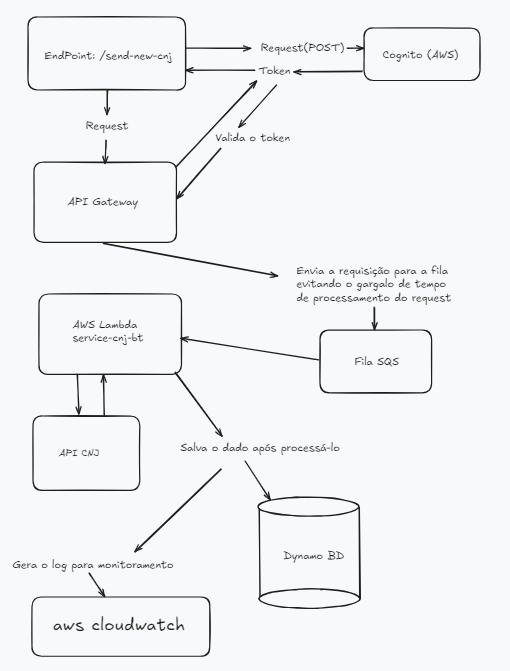 EndPoint: /send-new-cnj
Request(POST)
Cognito (AWS)
Token
Request
Valida o token
API Gateway
Envia a requisição para a fila
evitando o gargalo de tempo
de processamento do request
AWS Lambda
service-cnj-bt
Fila SQS
API CNJ
Salva o dado após processá-lo
Dynamo BD
Gera o log para monitoramento
aws cloudwatch